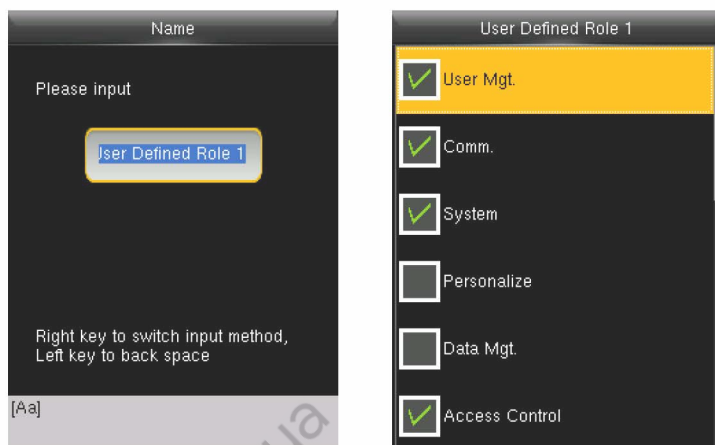 Name
Please input
User Defined Role 1
Right key to switch input method,
Left key to back space
[Aa]
User Defined Role 1
User Mgt.
Comm.
System
Personalize
Data Mgt.
Access Control
ua